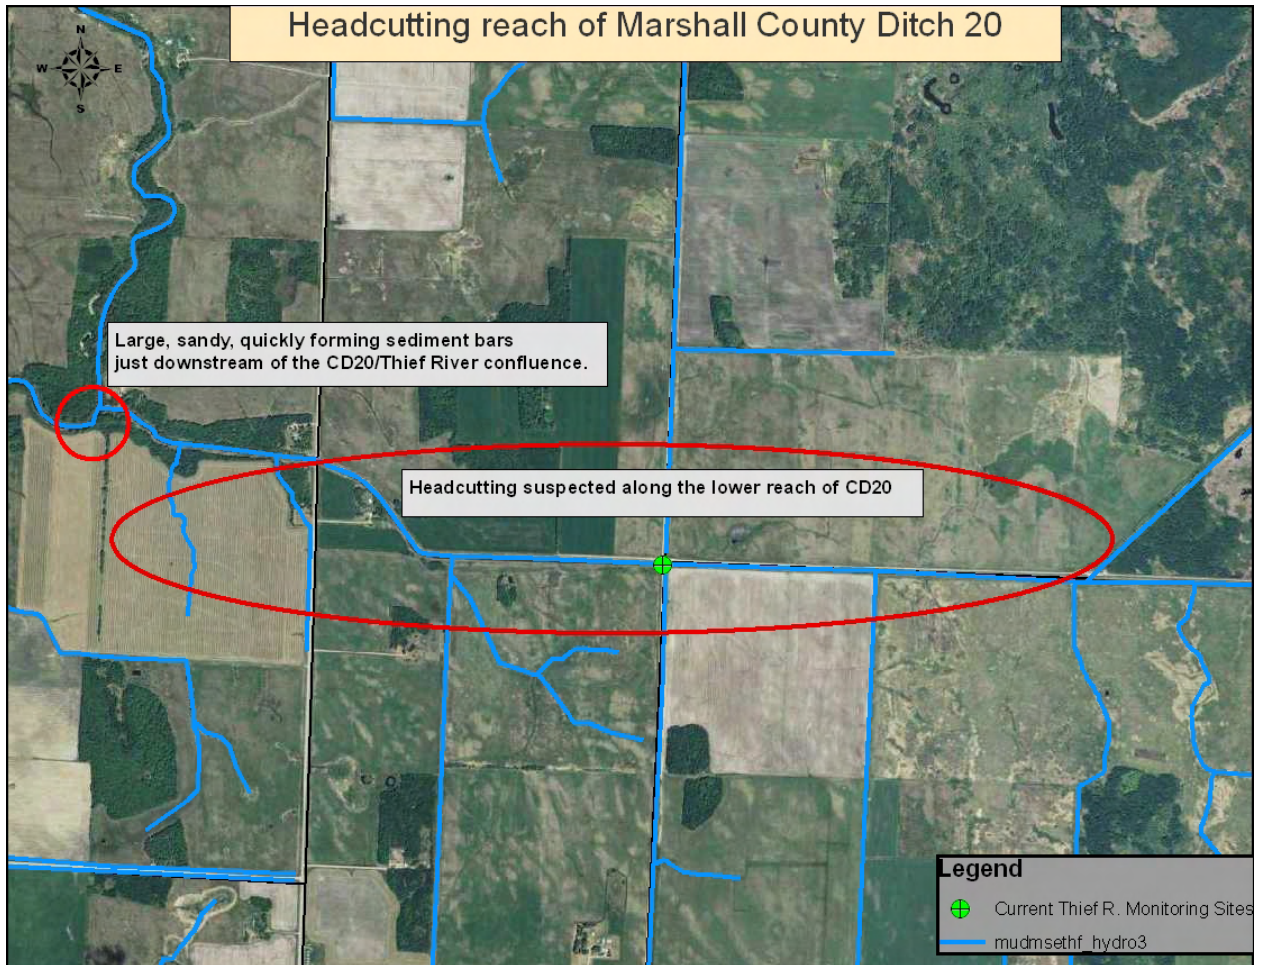 Headcutting reach of Marshall County Ditch 20
N
W E
S
Large, sandy, quickly forming sediment bars
just downstream of the CD20/Thief River confluence.
Headcutting suspected along the lower reach of CD20
Legend
Current Thief R. Monitoring Sites
mudmsethf_hydro3